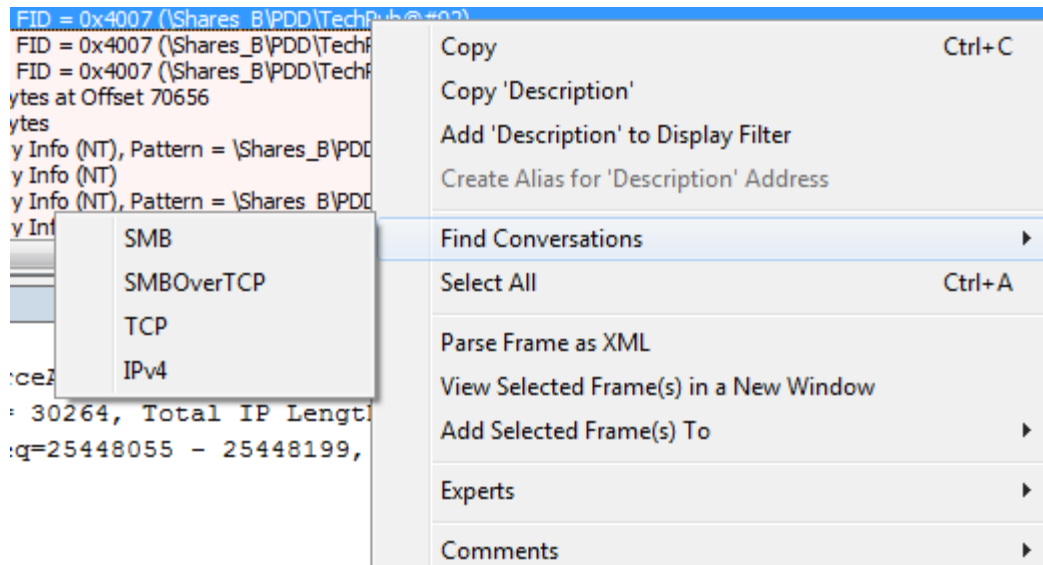 FID = 0x4007 (\Shares_B\PDD\TechPub@#02)
FID = 0x4007 (\Shares_B\PDD\Tech
FID = 0x4007 (\Shares_B\PDD\Tech
ytes at Offset 70656
ytes
y Info (NT), Pattern = \Shares_B\PDD
y Info (NT)
y Info (NT), Pattern = \Shares_B\PDD
y Inf
= 30264, Total IP Length
eq=25448055 - 25448199,
Copy Ctrl+C
Copy 'Description'
Add 'Description' to Display Filter
Create Alias for 'Description' Address
Find Conversations
Select All Ctrl+A
Parse Frame as XML
View Selected Frame(s) in a New Window
Add Selected Frame(s) To
Experts
Comments
SMB
SMBOverTCP
TCP
IPv4